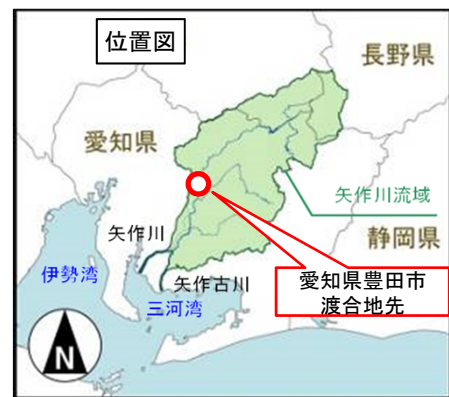 位置図
長野県
愛知県
矢作川流域
静岡県
矢作川
伊勢湾
矢作古川
三河湾
愛知県豊田市
渡合地先
N